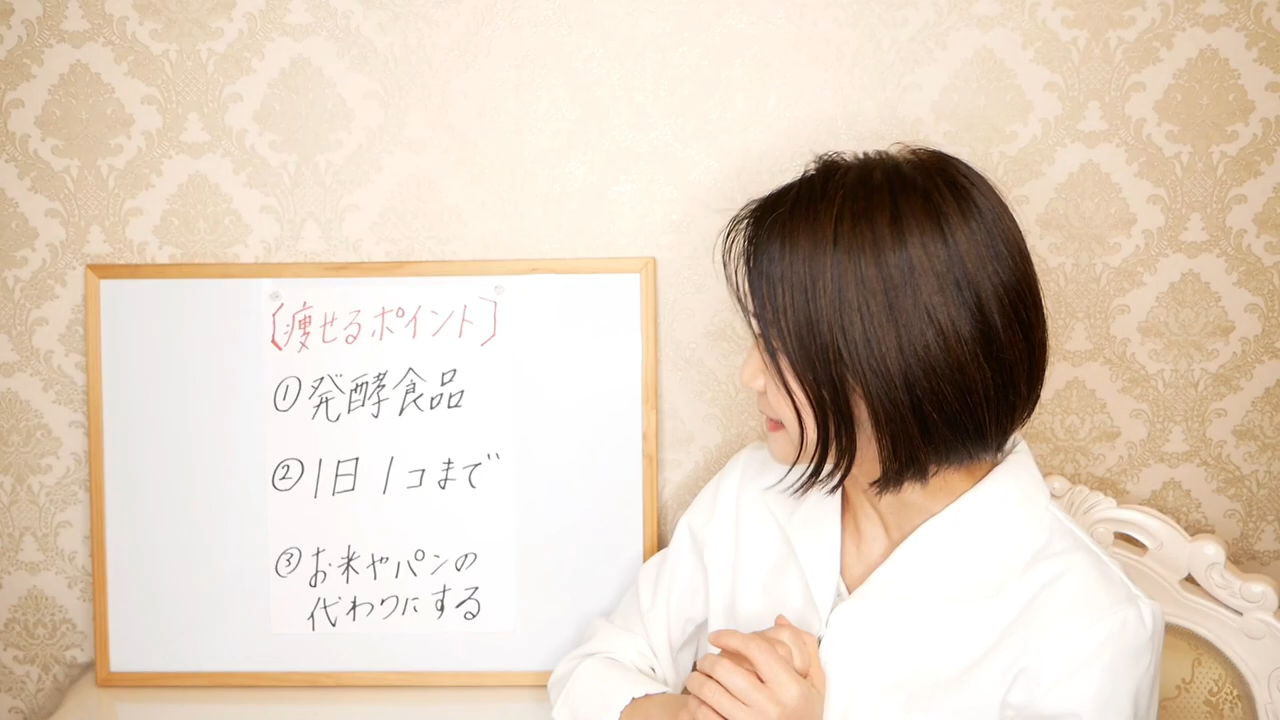 〔痩せるポイント〕
①発酵食品
②1日1コまで
③お米やパンの
代わりにする